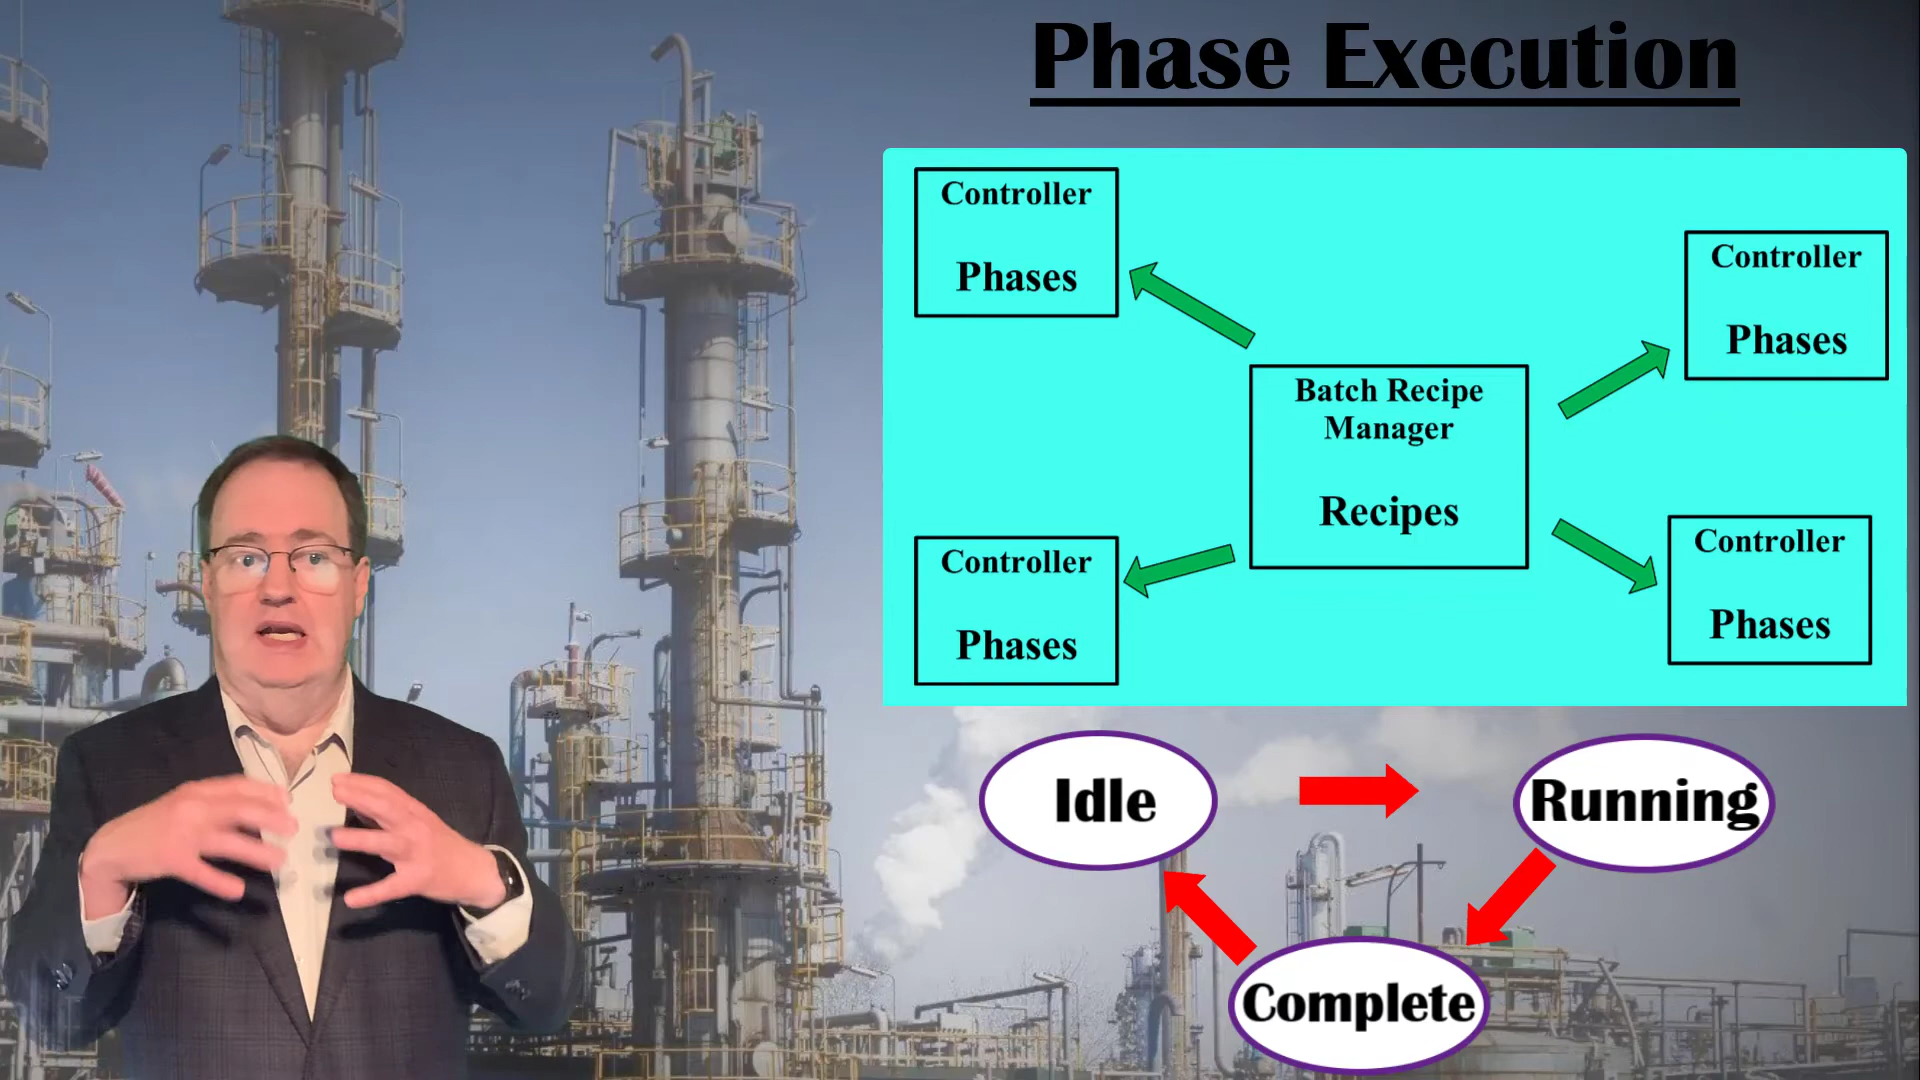 Phase Execution
Controller
Phases
Controller
Phases
Batch Recipe
Manager
Recipes
Controller
Phases
Controller
Phases
Idle
Running
Complete